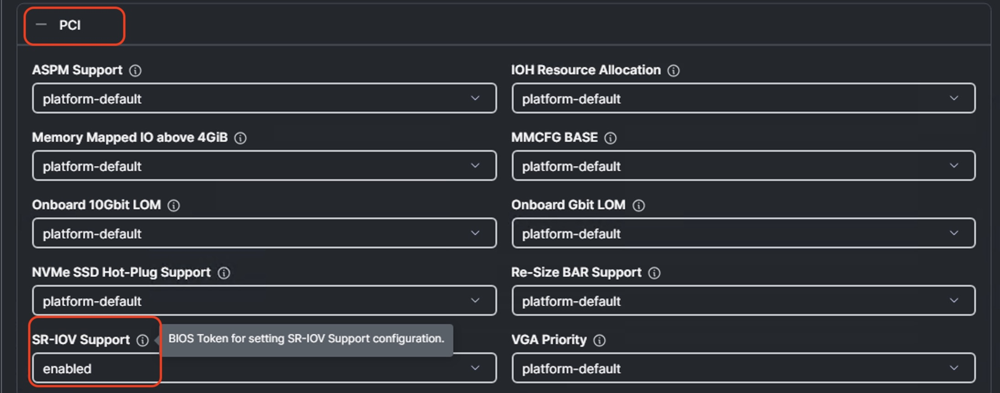 PCI
ASPM Support
IOH Resource Allocation
platform-default
platform-default
Memory Mapped IO above 4GiB
MMCFG BASE
platform-default
platform-default
Onboard 10Gbit LOM
Onboard Gbit LOM
platform-default
platform-default
NVMe SSD Hot-Plug Support
Re-Size BAR Support
platform-default
platform-default
SR-IOV Support
BIOS Token for setting SR-IOV Support configuration.
VGA Priority
enabled
platform-default